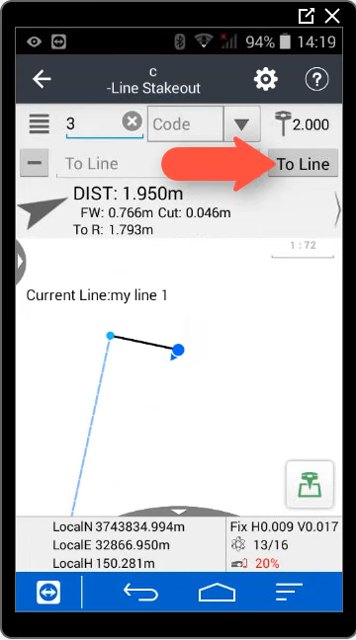 94% 14:19
c
-Line Stakeout
3 Code 2.000
To Line To Line
DIST: 1.950m
FW: 0.766m Cut: 0.046m
To R: 1.793m
1 : 72
Current Line:my line 1
LocalN 3743834.994m Fix H0.009 V0.017
LocalE 32866.950m 13/16
LocalH 150.281m 20%